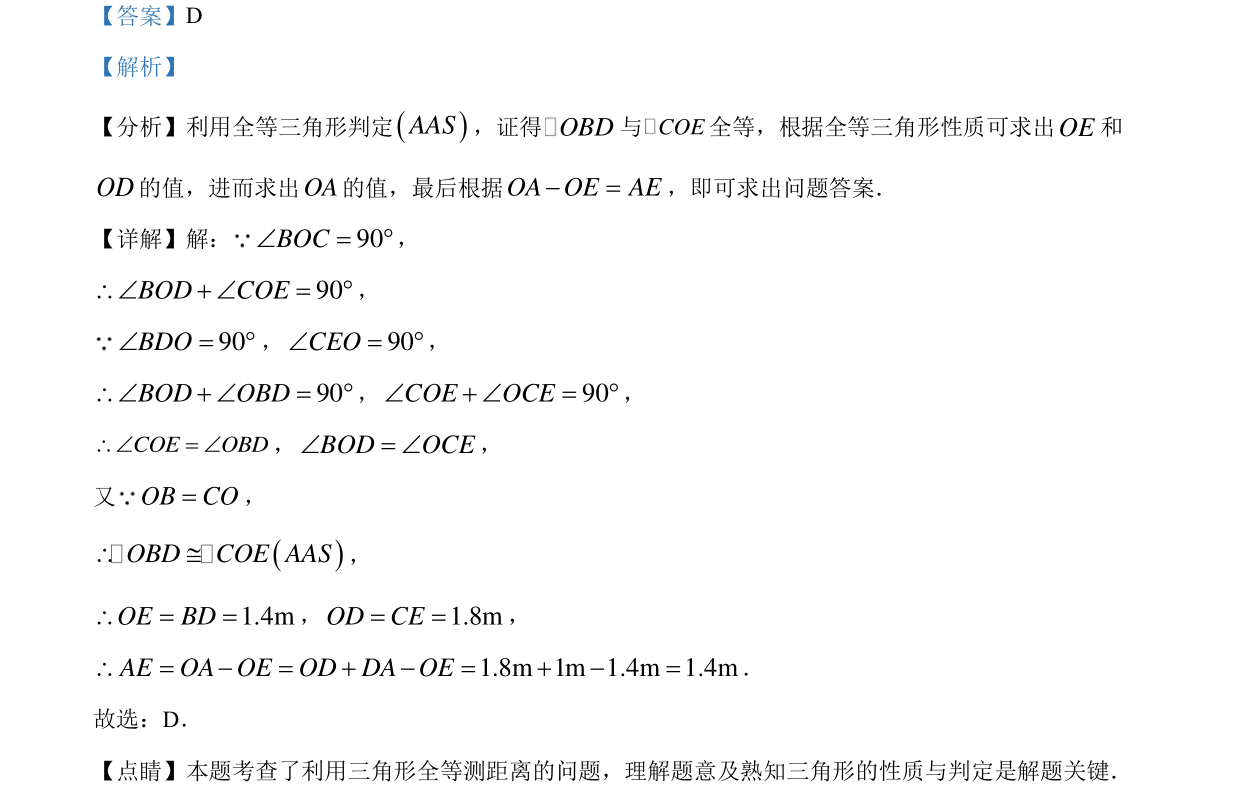 【答案】D
【解析】
【分析】利用全等三角形判定(AAS)，证得□OBD与□COE全等，根据全等三角形性质可求出OE和
OD的值，进而求出OA的值，最后根据OA−OE = AE，即可求出问题答案．
【详解】解：∵∠BOC = 90°，
∴∠BOD + ∠COE = 90°，
∵∠BDO = 90°，∠CEO = 90°，
∴∠BOD + ∠OBD = 90°，∠COE + ∠OCE = 90°，
∴∠COE = ∠OBD，∠BOD = ∠OCE，
又∵OB = CO，
∴□OBD ≅□COE(AAS)，
∴OE = BD = 1.4m，OD = CE = 1.8m，
∴AE = OA − OE = OD + DA − OE = 1.8m + 1m − 1.4m = 1.4m．
故选：D．
【点睛】本题考查了利用三角形全等测距离的问题，理解题意及熟知三角形的性质与判定是解题关键．